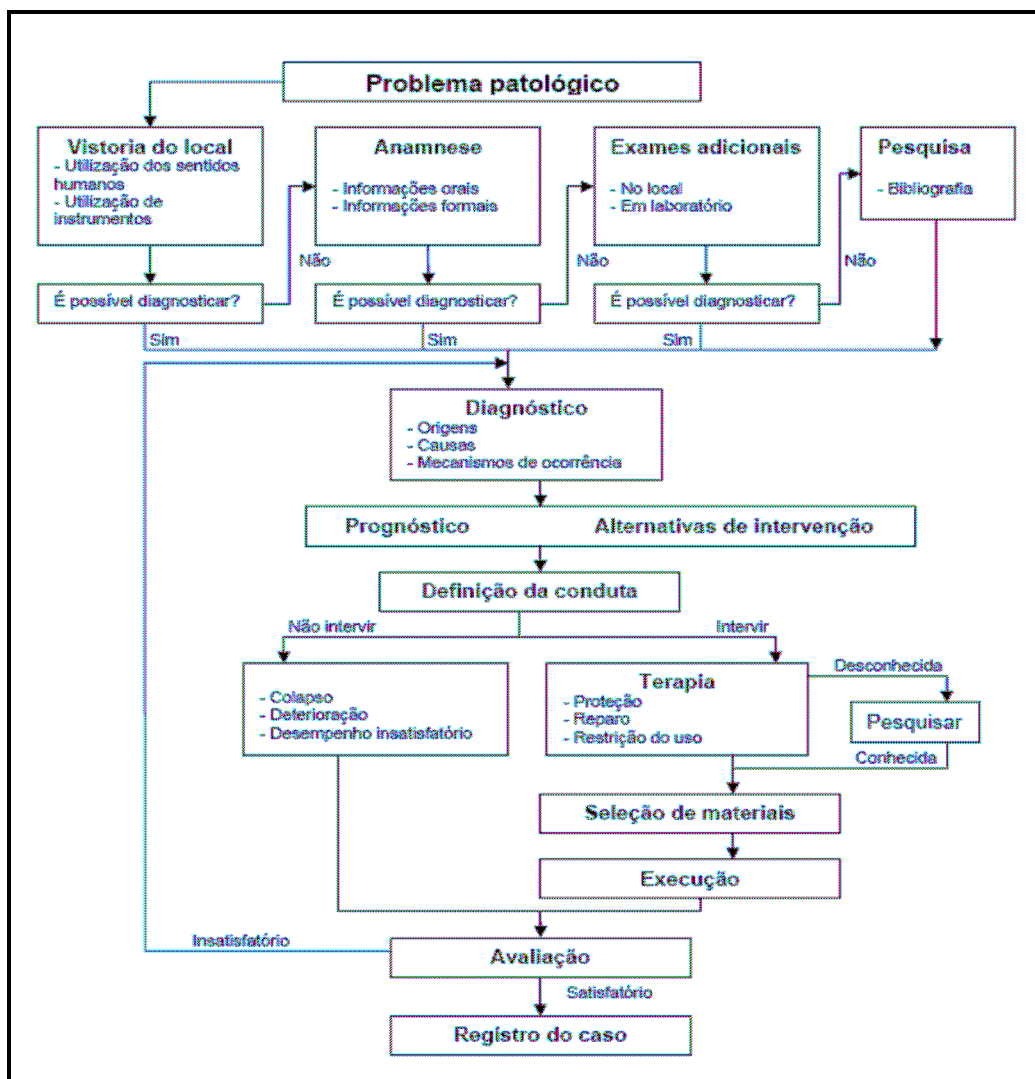 Problema patológico
Vistoria do local
- Utilização dos sentidos
humanos
- Utilização de
instrumentos
Anamnese
- Informações orais
- Informações formais
Exames adicionais
- No local
- Em laboratório
Pesquisa
- Bibliografia
Não
Não
Não
É possível diagnosticar?
É possível diagnosticar?
É possível diagnosticar?
Sim
Sim
Sim
Diagnóstico
- Origens
- Causas
- Mecanismos de ocorrência
Prognóstico
Alternativas de intervenção
Definição da conduta
Não intervir
Intervir
- Colapso
- Deterioração
- Desempenho insatisfatório
Terapia
- Proteção
- Reparo
- Restrição do uso
Desconhecida
Pesquisar
Conhecida
Seleção de materiais
Execução
Insatisfatório
Avaliação
Satisfatório
Registro do caso